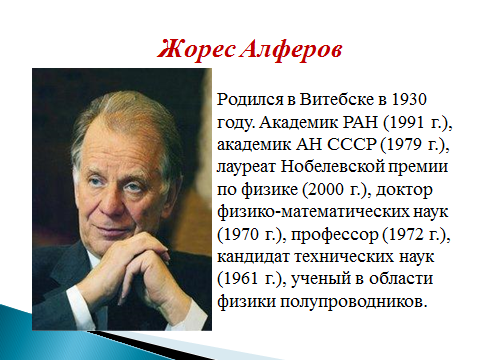 Жорес Алферов
Родился в Витебске в 1930
году. Академик РАН (1991 г.),
академик АН СССР (1979 г.),
лауреат Нобелевской премии
по физике (2000 г.), доктор
физико-математических наук
(1970 г.), профессор (1972 г.),
кандидат технических наук
(1961 г.), ученый в области
физики полупроводников.